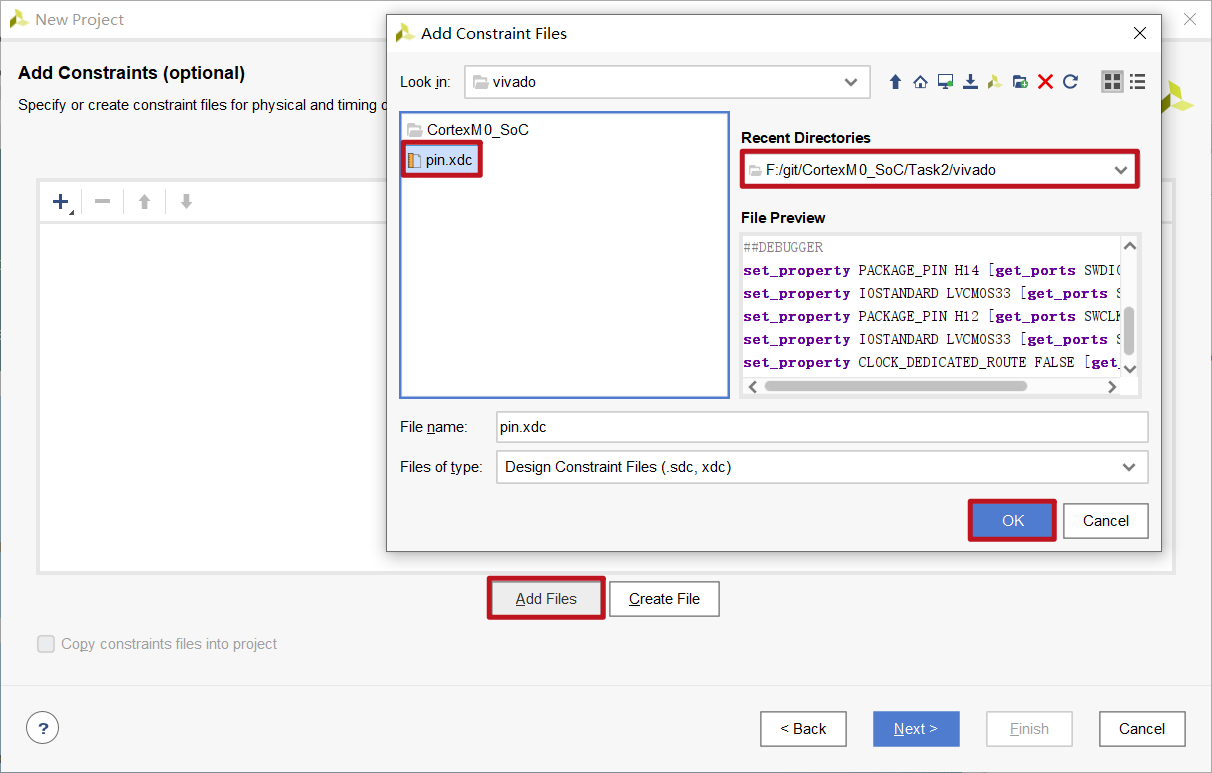 New Project
Add Constraints (optional)
Specify or create constraint files for physical and timing
Add Constraint Files
Look in:
vivado
CortexM0_SoC
pin.xdc
Recent Directories
F:/git/CortexM0_SoC/Task2/vivado
File Preview
##DEBUGGER
set_property PACKAGE_PIN H14 [get_ports SWDIO
set_property IOSTANDARD LVCMOS33 [get_ports S
set_property PACKAGE_PIN H12 [get_ports SWCLK
set_property IOSTANDARD LVCMOS33 [get_ports S
set_property CLOCK_DEDICATED_ROUTE FALSE [get_
File name:
pin.xdc
Files of type:
Design Constraint Files (.sdc, xdc)
OK
Cancel
Add Files
Create File
Copy constraints files into project
?
< Back
Next >
Finish
Cancel